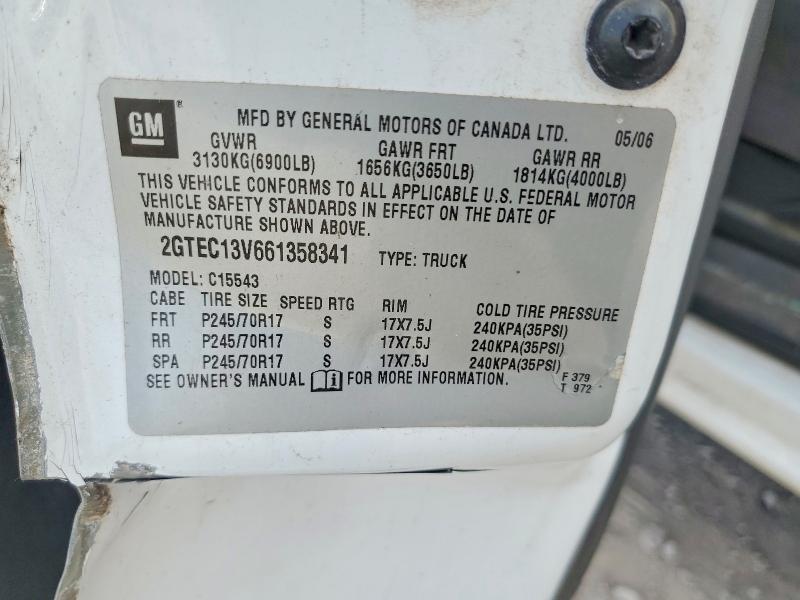 GM ®
MFD BY GENERAL MOTORS OF CANADA LTD. 05/06
GVWR GAWR FRT GAWR RR
3130KG(6900LB) 1656KG(3650LB) 1814KG(4000LB)
THIS VEHICLE CONFORMS TO ALL APPLICABLE U.S. FEDERAL MOTOR
VEHICLE SAFETY STANDARDS IN EFFECT ON THE DATE OF
MANUFACTURE SHOWN ABOVE.
2GTEC13V661358341 TYPE: TRUCK
MODEL: C15543
CABE TIRE SIZE SPEED RTG RIM COLD TIRE PRESSURE
FRT P245/70R17 S 17X7.5J 240KPA(35PSI)
RR P245/70R17 S 17X7.5J 240KPA(35PSI)
SPA P245/70R17 S 17X7.5J 240KPA(35PSI)
SEE OWNER'S MANUAL FOR MORE INFORMATION.
F 379
T 972